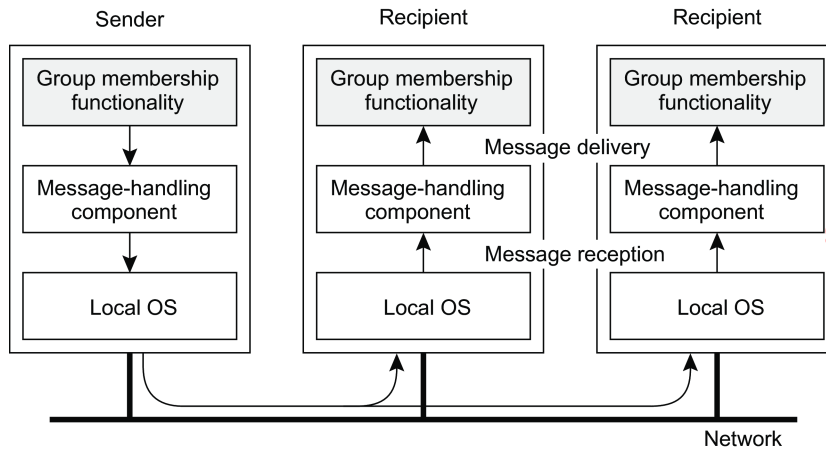 Sender
Recipient
Recipient
Group membership
functionality
Group membership
functionality
Group membership
functionality
Message delivery
Message-handling
component
Message-handling
component
Message-handling
component
Message reception
Local OS
Local OS
Local OS
Network